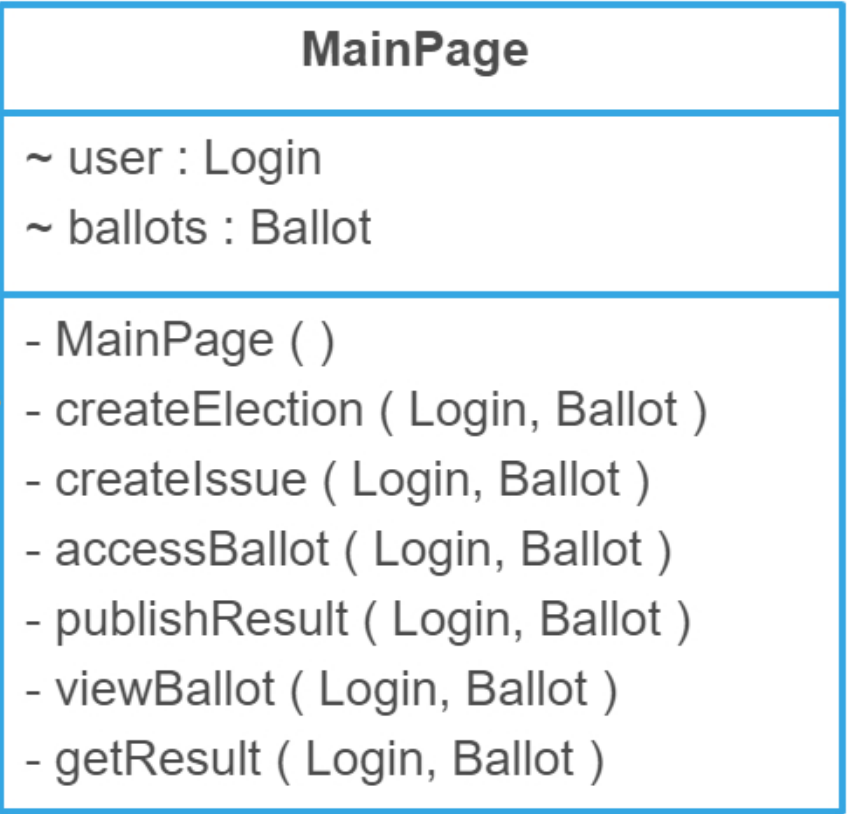 MainPage
~ user : Login
~ ballots : Ballot
- MainPage ( )
- createElection ( Login, Ballot )
- createIssue ( Login, Ballot )
- accessBallot ( Login, Ballot )
- publishResult ( Login, Ballot )
- viewBallot ( Login, Ballot )
- getResult ( Login, Ballot )